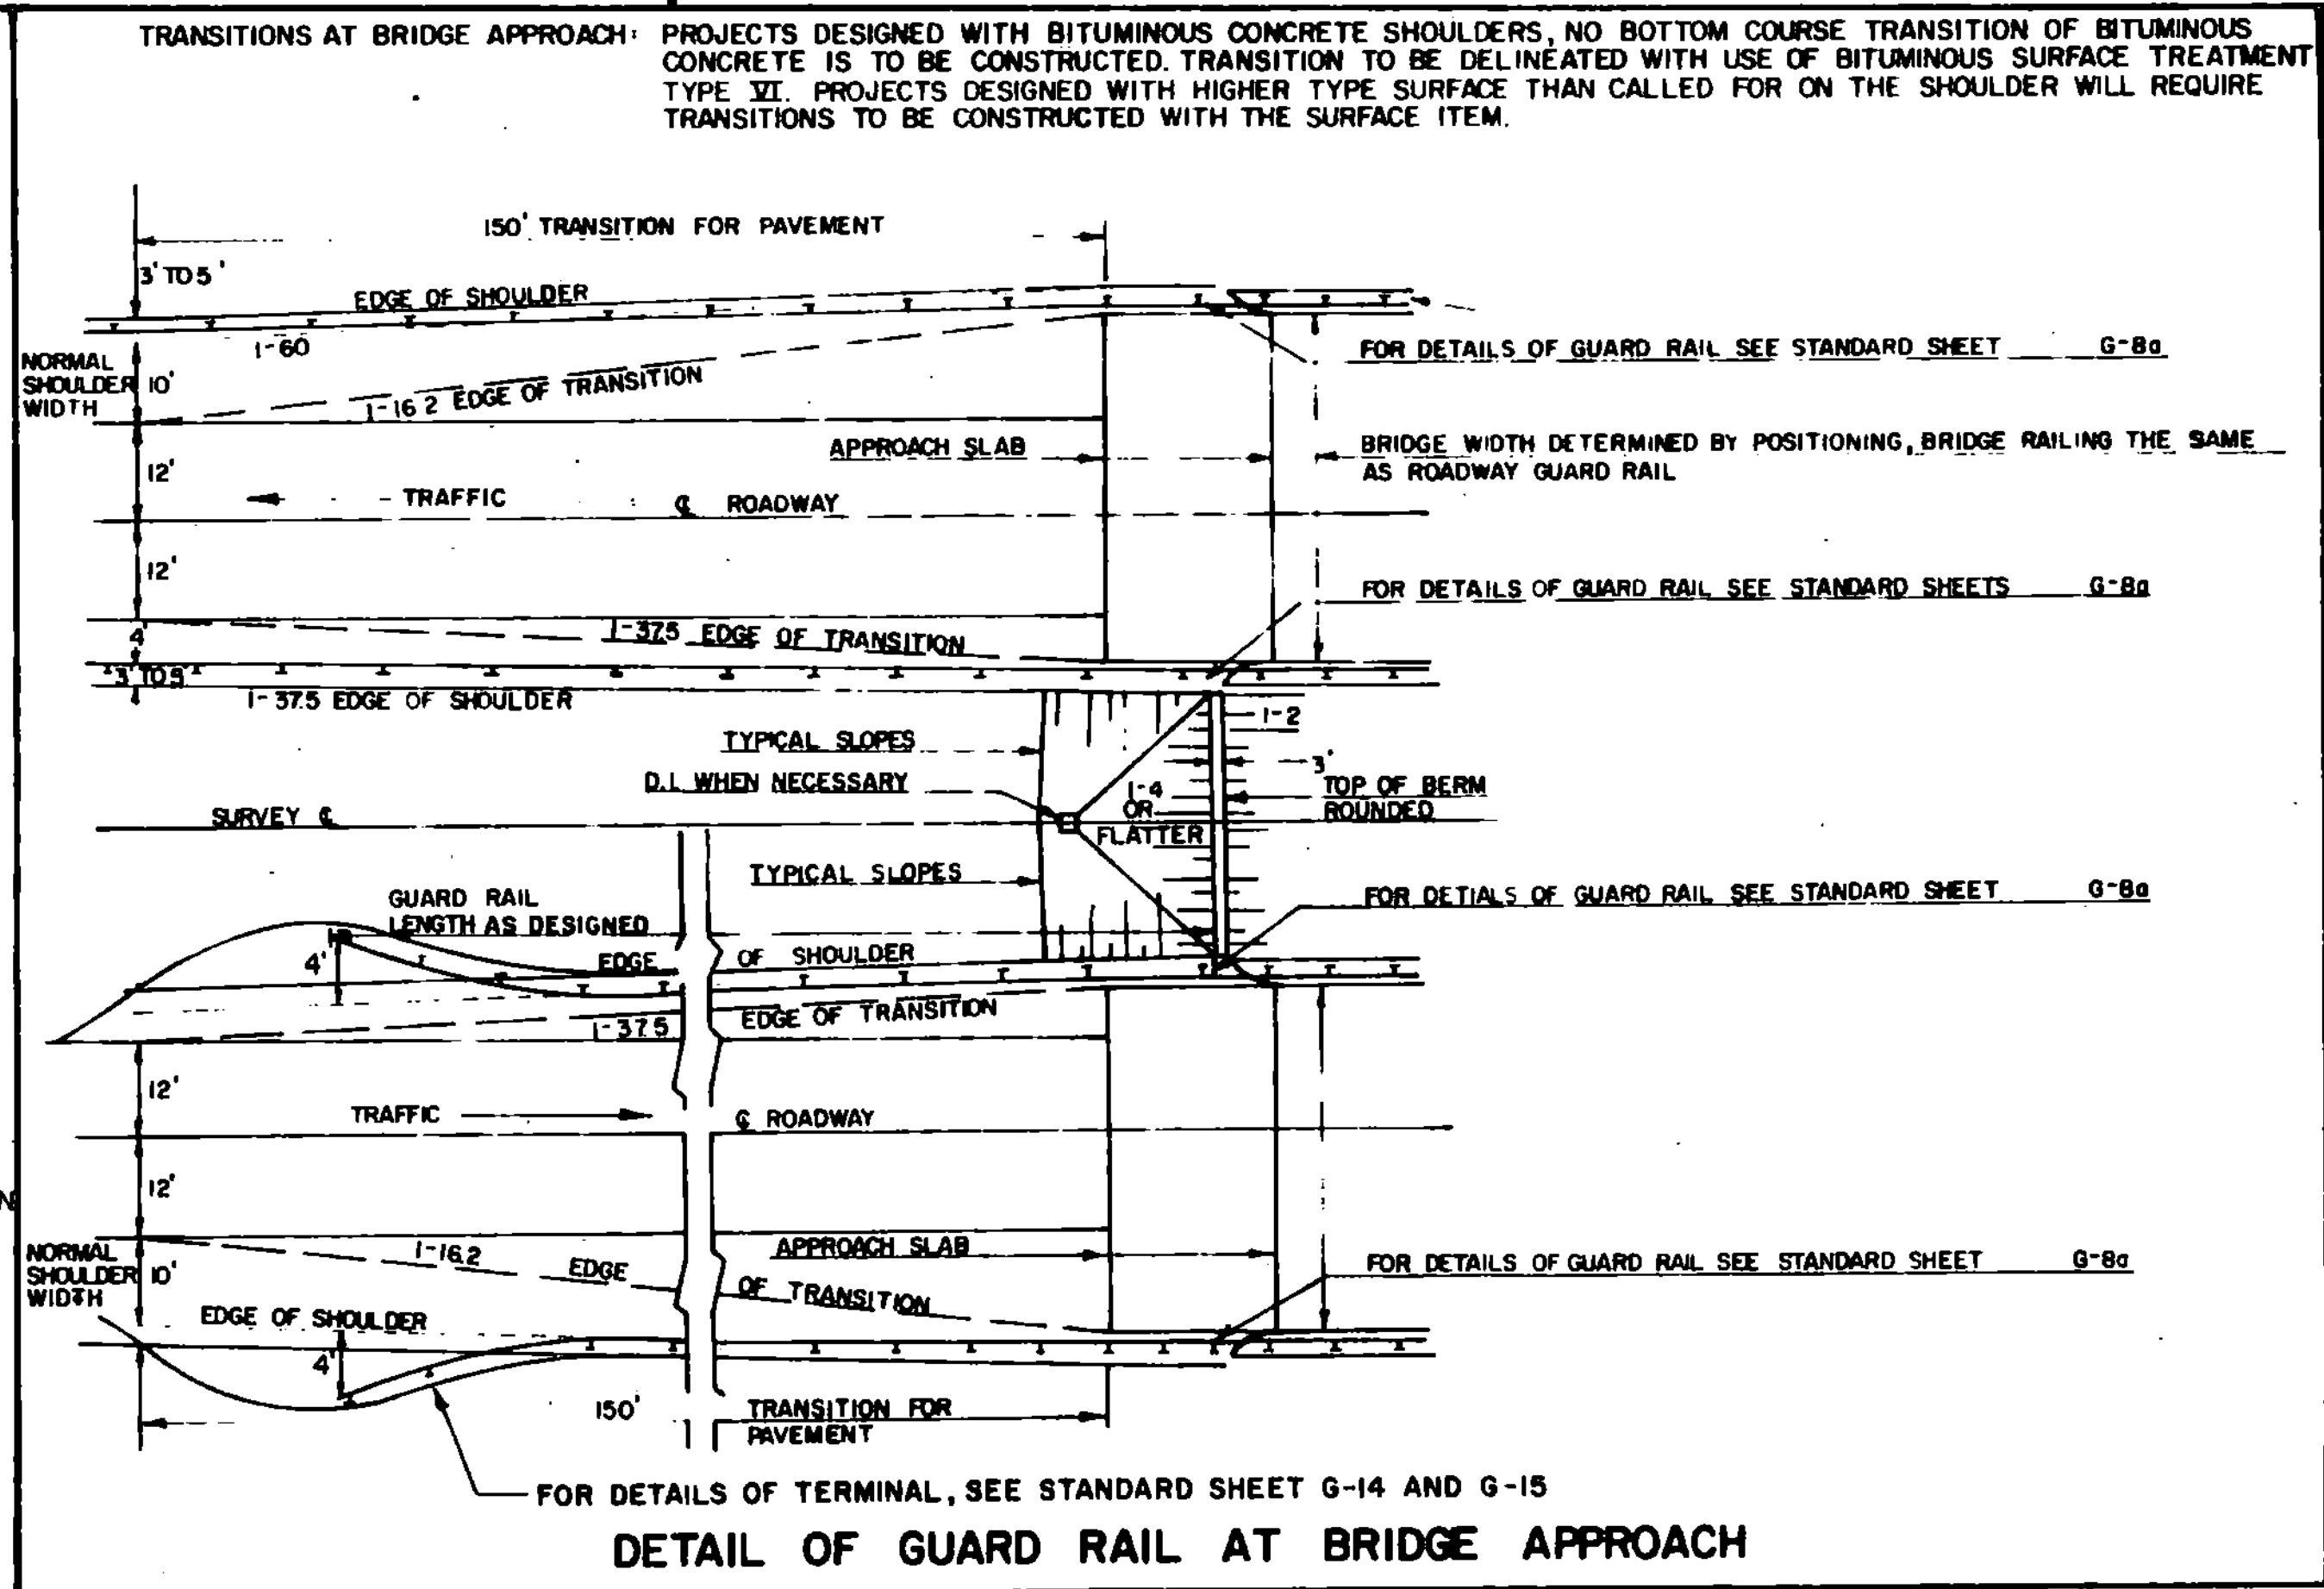 TRANSITIONS AT BRIDGE APPROACH: PROJECTS DESIGNED WITH BITUMINOUS CONCRETE SHOULDERS, NO BOTTOM COURSE TRANSITION OF BITUMINOUS
CONCRETE IS TO BE CONSTRUCTED. TRANSITION TO BE DELINEATED WITH USE OF BITUMINOUS SURFACE TREATMENT
TYPE VI. PROJECTS DESIGNED WITH HIGHER TYPE SURFACE THAN CALLED FOR ON THE SHOULDER WILL REQUIRE
TRANSITIONS TO BE CONSTRUCTED WITH THE SURFACE ITEM.
150' TRANSITION FOR PAVEMENT
3' TO 5'
EDGE OF SHOULDER
1-60
NORMAL
SHOULDER 10'
WIDTH
1-16 2 EDGE OF TRANSITION
FOR DETAILS OF GUARD RAIL SEE STANDARD SHEET G-8a
APPROACH SLAB
BRIDGE WIDTH DETERMINED BY POSITIONING, BRIDGE RAILING THE SAME
AS ROADWAY GUARD RAIL
12'
TRAFFIC
℄ ROADWAY
12'
FOR DETAILS OF GUARD RAIL SEE STANDARD SHEETS G-8a
4'
1-37.5 EDGE OF TRANSITION
3' TO 5'
1-37.5 EDGE OF SHOULDER
1-2
TYPICAL SLOPES
3'
D.I. WHEN NECESSARY
1-4
OR
FLATTER
TOP OF BERM
ROUNDED
SURVEY ℄
TYPICAL SLOPES
GUARD RAIL
LENGTH AS DESIGNED
FOR DETIALS OF GUARD RAIL SEE STANDARD SHEET G-8a
4'
EDGE OF SHOULDER
1-37.5
EDGE OF TRANSITION
12'
TRAFFIC
℄ ROADWAY
12'
N
NORMAL
SHOULDER 10'
WIDTH
1-16.2
EDGE OF TRANSITION
APPROACH SLAB
FOR DETAILS OF GUARD RAIL SEE STANDARD SHEET G-8a
EDGE OF SHOULDER
4'
150' TRANSITION FOR
PAVEMENT
FOR DETAILS OF TERMINAL, SEE STANDARD SHEET G-14 AND G-15
DETAIL OF GUARD RAIL AT BRIDGE APPROACH